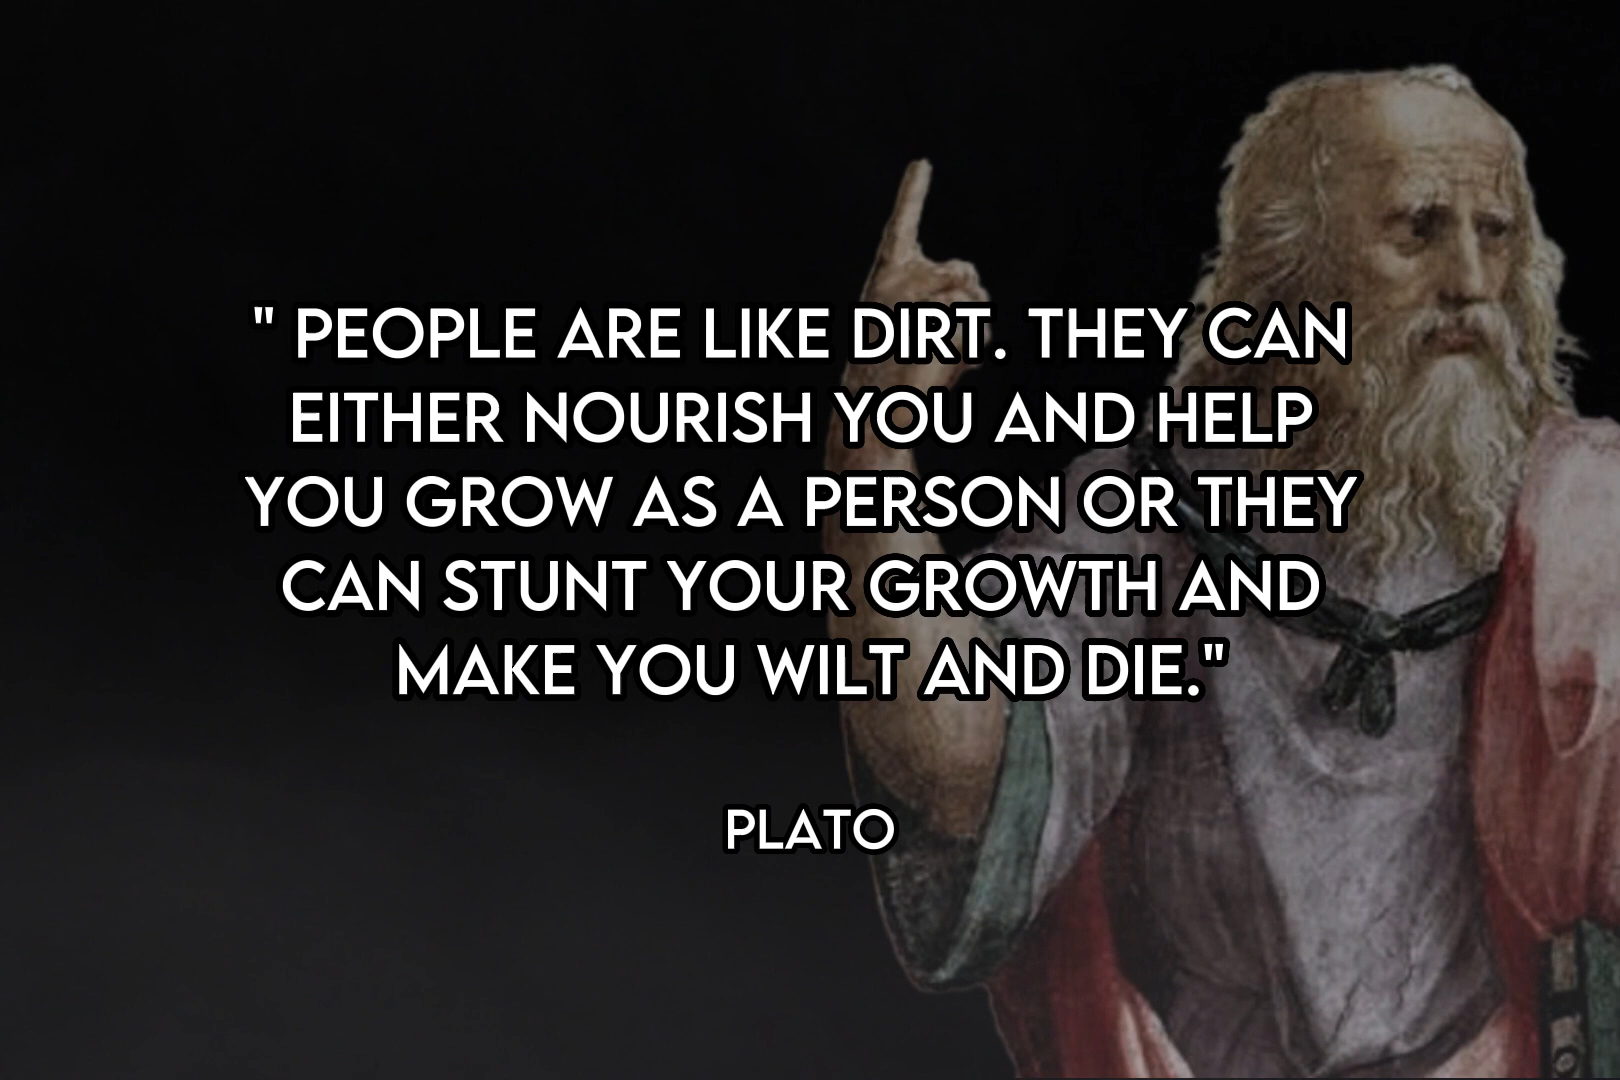 " PEOPLE ARE LIKE DIRT. THEY CAN
EITHER NOURISH YOU AND HELP
YOU GROW AS A PERSON OR THEY
CAN STUNT YOUR GROWTH AND
MAKE YOU WILT AND DIE."
PLATO